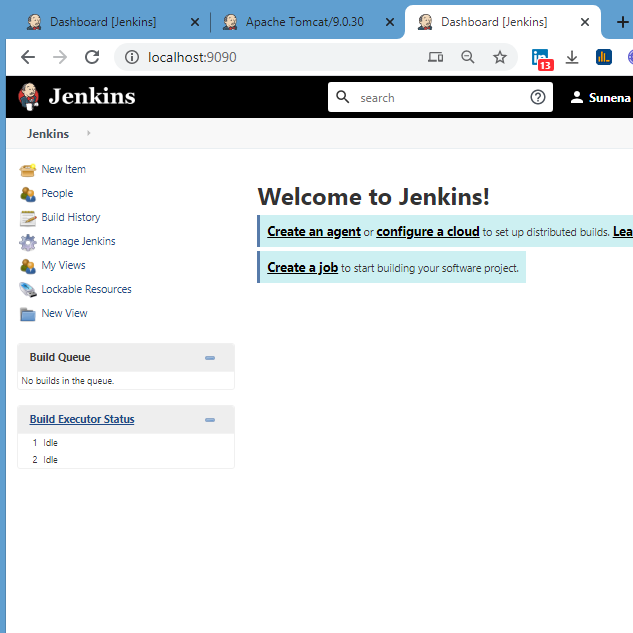 Dashboard [Jenkins]
Apache Tomcat/9.0.30
Dashboard [Jenkins]
localhost:9090
13
Jenkins
search
Sunena
Jenkins
New Item
People
Build History
Manage Jenkins
My Views
Lockable Resources
New View
Welcome to Jenkins!
Create an agent or configure a cloud to set up distributed builds. Lea
Create a job to start building your software project.
Build Queue
No builds in the queue.
Build Executor Status
1 Idle
2 Idle